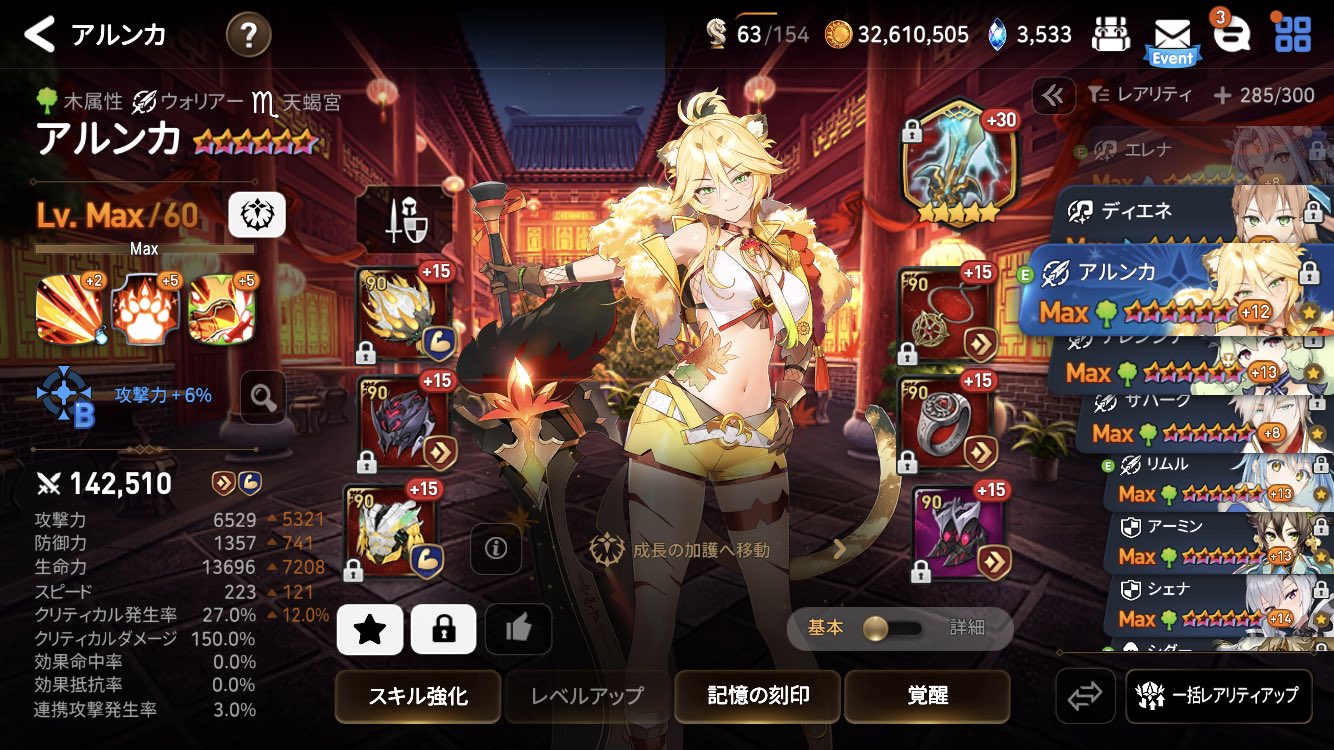 アルンカ
?
63/154
32,610,505
3,533
Event
3
木属性 ウォリアー 天蠍宮
アルンカ
Lv. Max/60
Max
+2
+5
+5
B
攻撃力 +6%
142,510
攻撃力 6529 5321
防御力 1357 741
生命力 13696 7208
スピード 223 121
クリティカル発生率 27.0% 12.0%
クリティカルダメージ 150.0%
効果命中率 0.0%
効果抵抗率 0.0%
連携攻撃発生率 3.0%
90 +15
90 +15
90 +15
+30
90 +15
90 +15
90 +15
成長の加護へ移動
基本
詳細
スキル強化
レベルアップ
記憶の刻印
覚醒
レアリティ
285/300
E エレナ
ディエネ
E アルンカ
Max +12
Max +13
サハーク
Max +8
E リムル
Max +13
アーミン
Max +13
シェナ
Max +14
一括レアリティアップ